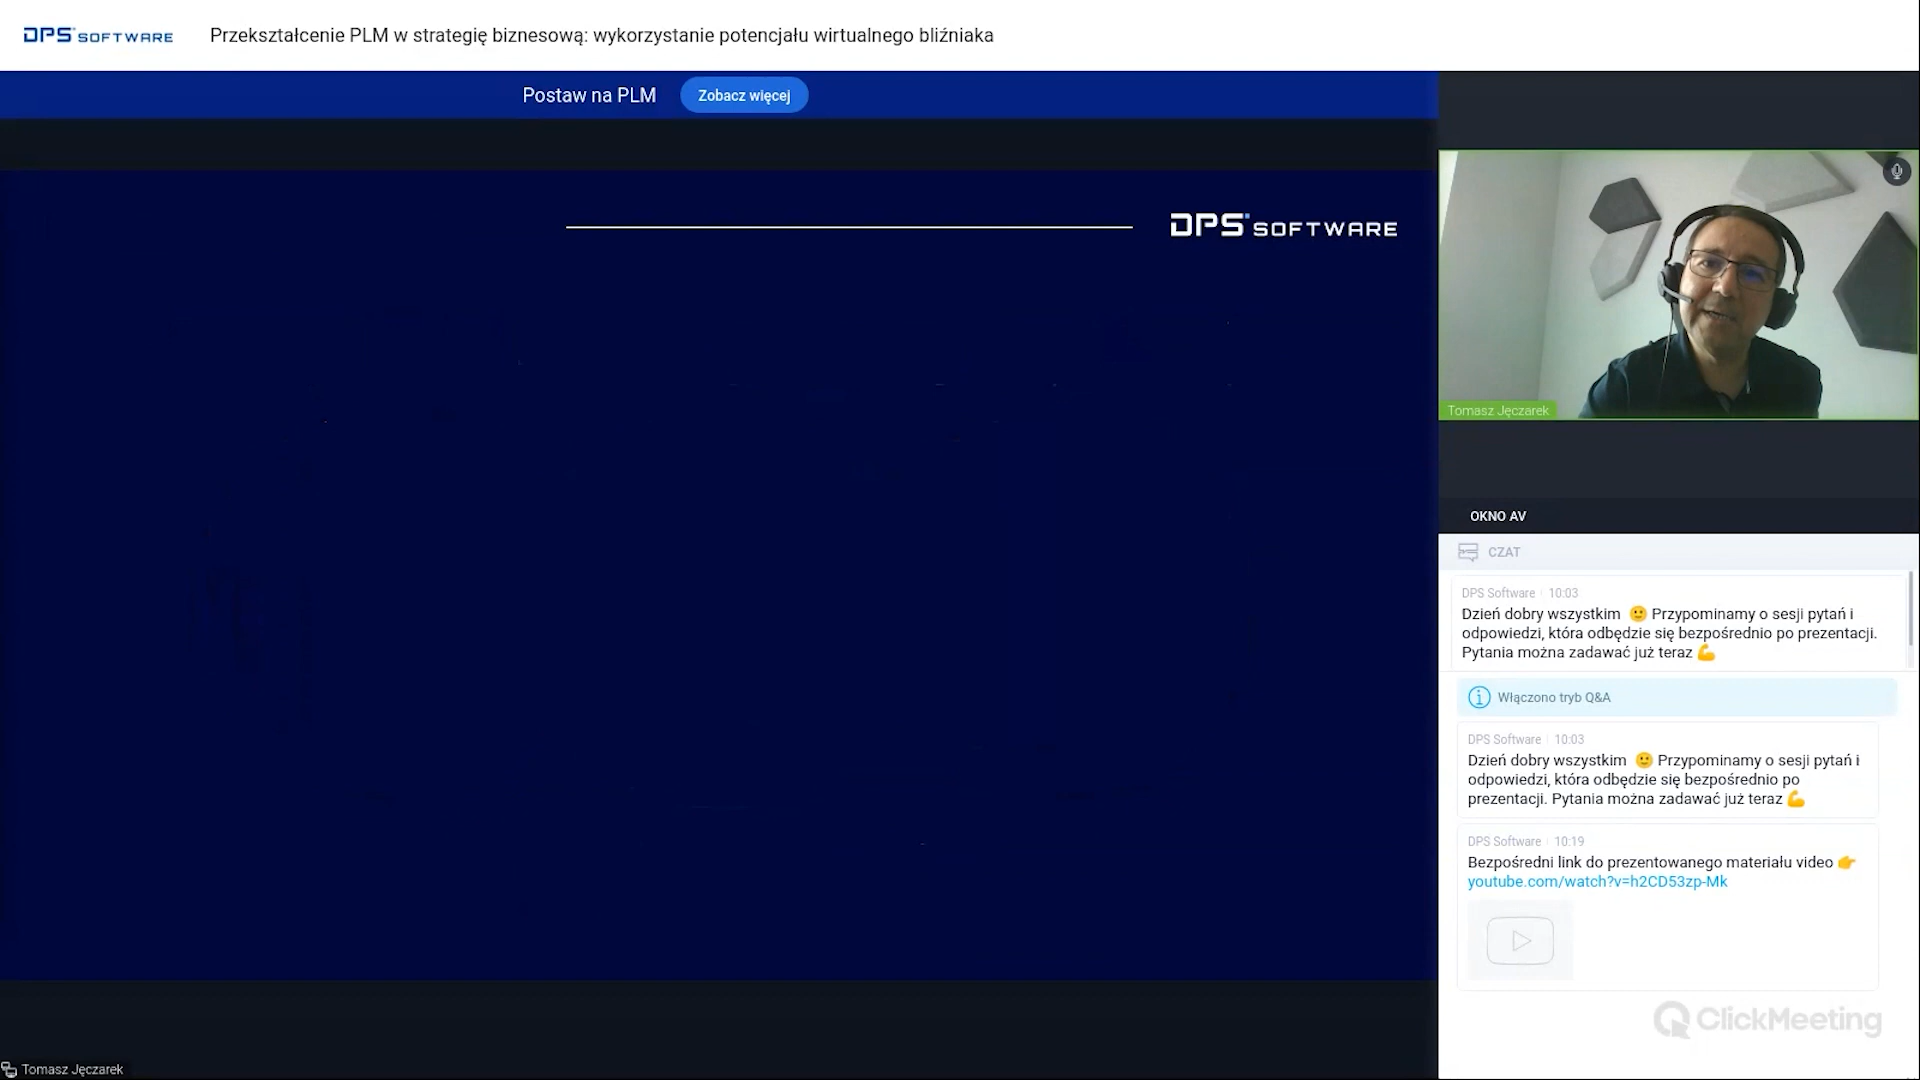 DPS SOFTWARE
Przekształcenie PLM w strategię biznesową: wykorzystanie potencjału wirtualnego bliźniaka
Postaw na PLM
Zobacz więcej
DPS SOFTWARE
Tomasz Jęczarek
OKNO AV
CZAT
DPS Software 10:03
Dzień dobry wszystkim 🙂 Przypominamy o sesji pytań i
odpowiedzi, która odbędzie się bezpośrednio po prezentacji.
Pytania można zadawać już teraz 💪
Włączono tryb Q&A
DPS Software 10:03
Dzień dobry wszystkim 🙂 Przypominamy o sesji pytań i
odpowiedzi, która odbędzie się bezpośrednio po
prezentacji. Pytania można zadawać już teraz 💪
DPS Software 10:19
Bezpośredni link do prezentowanego materiału video 👉
youtube.com/watch?v=h2CD53zp-Mk
ClickMeeting
Tomasz Jęczarek